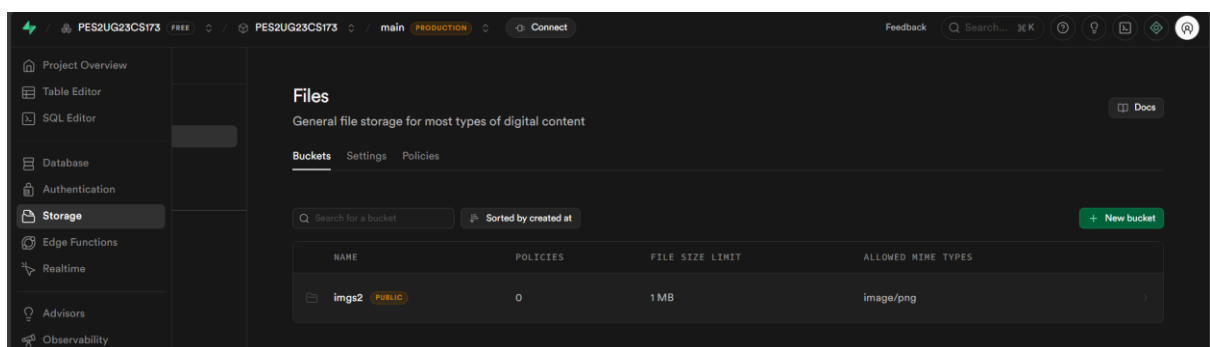 PES2UG23CS173 FREE / PES2UG23CS173 / main PRODUCTION Connect Feedback Search... ⌘K
Project Overview
Table Editor
SQL Editor
Database
Authentication
Storage
Edge Functions
Realtime
Advisors
Observability
Files
General file storage for most types of digital content
Docs
Buckets Settings Policies
Search for a bucket Sorted by created at + New bucket
NAME POLICIES FILE SIZE LIMIT ALLOWED MIME TYPES
imgs2 PUBLIC 0 1 MB image/png